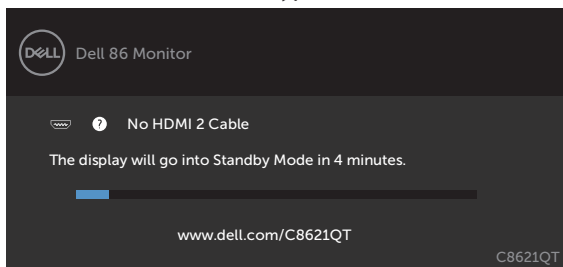 DELL
Dell 86 Monitor
? No HDMI 2 Cable
The display will go into Standby Mode in 4 minutes.
www.dell.com/C8621QT
C8621QT